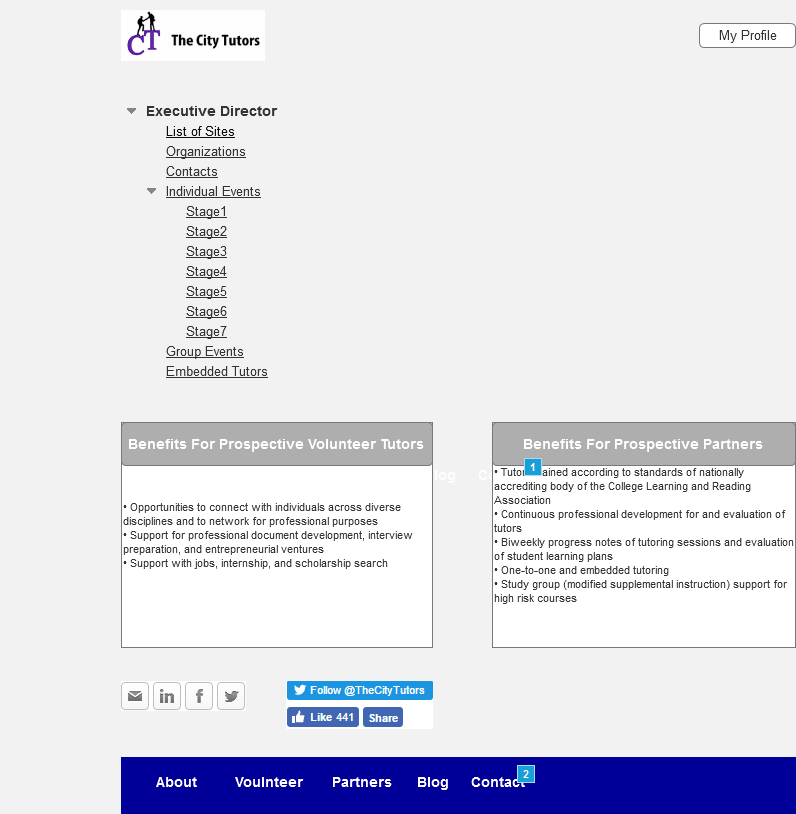 CT The City Tutors
My Profile
Executive Director
List of Sites
Organizations
Contacts
Individual Events
Stage1
Stage2
Stage3
Stage4
Stage5
Stage6
Stage7
Group Events
Embedded Tutors
Benefits For Prospective Volunteer Tutors
• Opportunities to connect with individuals across diverse
disciplines and to network for professional purposes
• Support for professional document development, interview
preparation, and entrepreneurial ventures
• Support with jobs, internship, and scholarship search
log C
Benefits For Prospective Partners
1
• Tutor ained according to standards of nationally
accrediting body of the College Learning and Reading
Association
• Continuous professional development for and evaluation of
tutors
• Biweekly progress notes of tutoring sessions and evaluation
of student learning plans
• One-to-one and embedded tutoring
• Study group (modified supplemental instruction) support for
high risk courses
in f
Follow @TheCityTutors
Like 441 Share
About VouInteer Partners Blog Contact 2